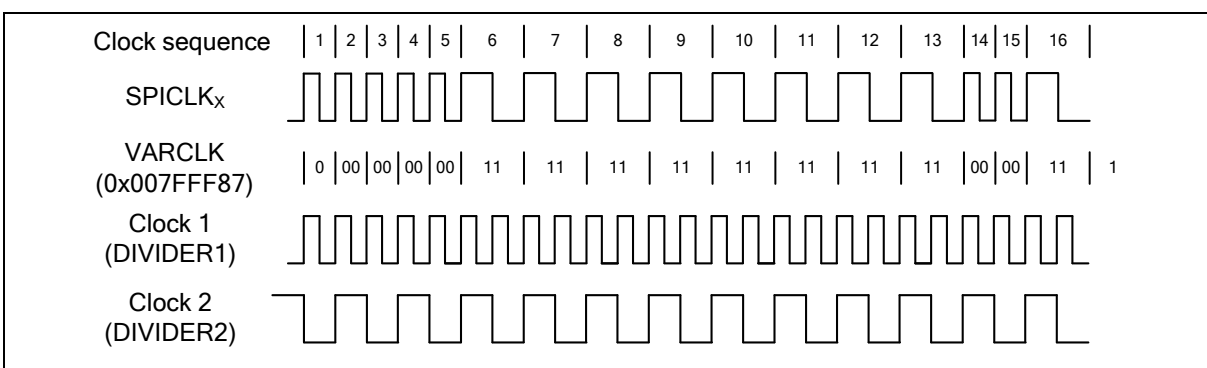 Clock sequence 1 2 3 4 5 6 7 8 9 10 11 12 13 14 15 16
SPICLKX
VARCLK
(0x007FFF87)
0 00 00 00 00 11 11 11 11 11 11 11 11 00 00 11 1
Clock 1
(DIVIDER1)
Clock 2
(DIVIDER2)